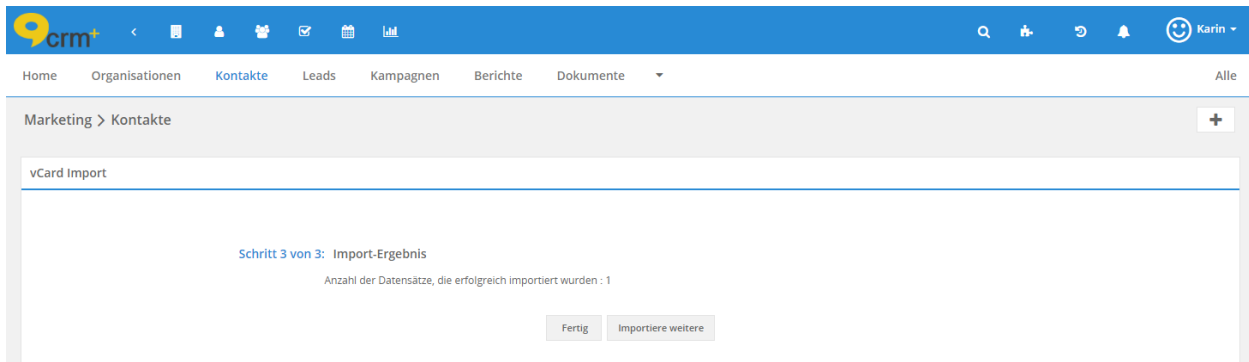 crm+ Karin
Home Organisationen Kontakte Leads Kampagnen Berichte Dokumente Alle
Marketing > Kontakte
vCard Import
Schritt 3 von 3: Import-Ergebnis
Anzahl der Datensätze, die erfolgreich importiert wurden : 1
Fertig Importiere weitere